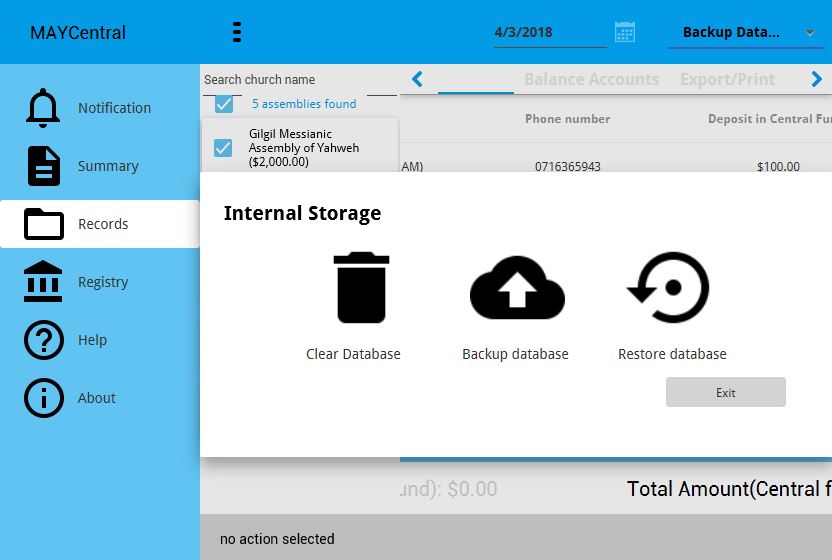 MAYCentral
4/3/2018
Backup Data...
Notification
Summary
Records
Registry
Help
About
Search church name
5 assemblies found
Gilgil Messianic
Assembly of Yahweh
($2,000.00)
Balance Accounts
Export/Print
Phone number
Deposit in Central Fu
AM)
0716365943
$100.00
Internal Storage
Clear Database
Backup database
Restore database
Exit
und): $0.00
Total Amount(Central f
no action selected